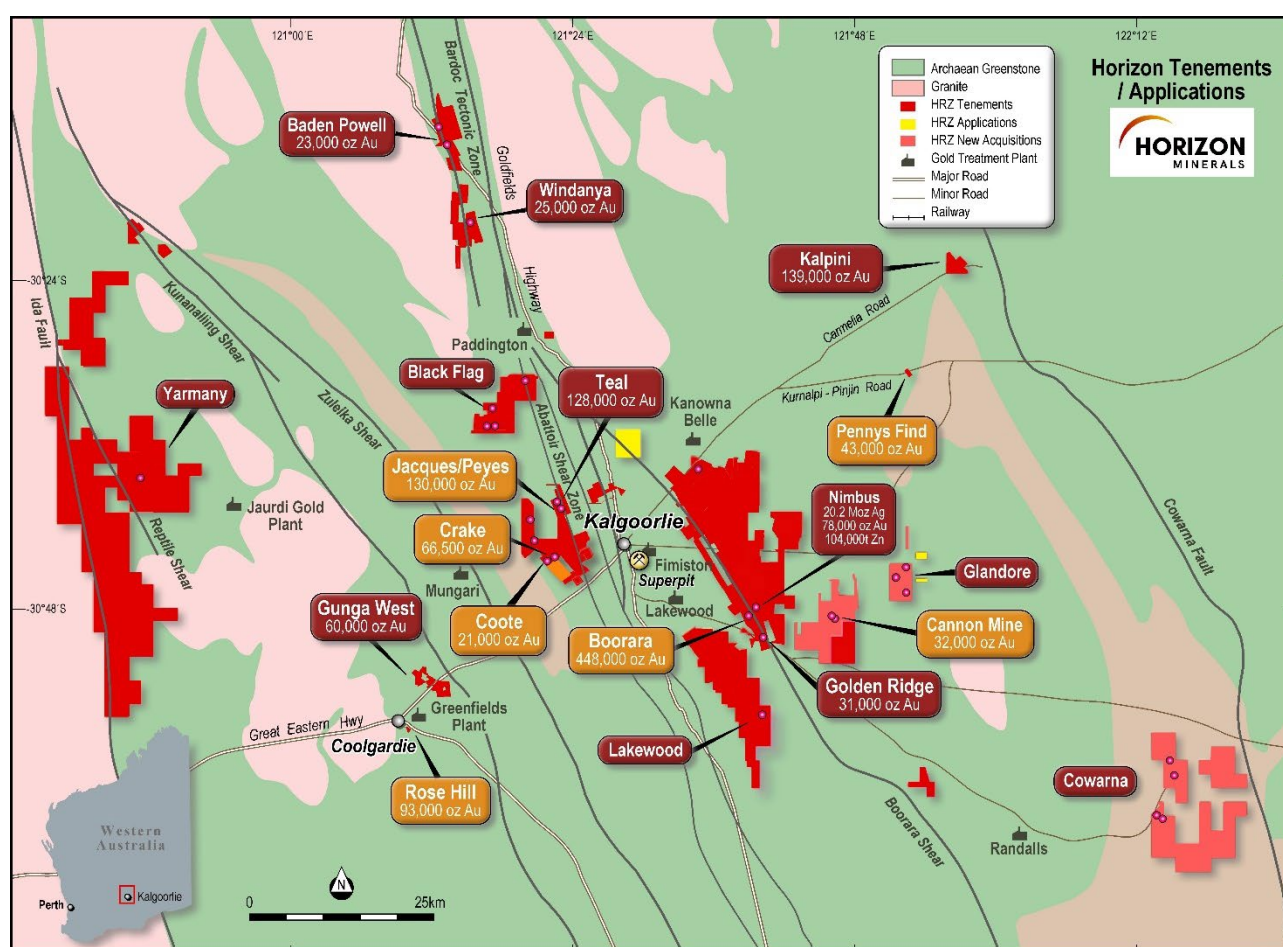 121°00´E
121°24´E
121°48´E
122°12´E
-30°24´S
-30°48´S
Horizon Tenements
/ Applications
HORIZON
MINERALS
Archaean Greenstone
Granite
HRZ Tenements
HRZ Applications
HRZ New Acquisitions
Gold Treatment Plant
Major Road
Minor Road
Railway
Bardoc Tectonic Zone
Goldfields
Highway
Baden Powell
23,000 oz Au
Windanya
25,000 oz Au
Kalpini
139,000 oz Au
Carmelia Road
Ida Fault
Kunanalling Shear
Zuleika Shear
Paddington
Black Flag
Teal
128,000 oz Au
Abattoir Shear Zone
Kanowna
Belle
Kurnalpi - Pinjin Road
Pennys Find
43,000 oz Au
Yarmany
Jaurdi Gold
Plant
Reptile Shear
Jacques/Peyes
130,000 oz Au
Crake
66,500 oz Au
Mungari
Kalgoorlie
Fimiston
Superpit
Lakewood
Nimbus
20.2 Moz Ag
78,000 oz Au
104,000t Zn
Glandore
Cowarna Fault
Gunga West
60,000 oz Au
Coote
21,000 oz Au
Boorara
448,000 oz Au
Cannon Mine
32,000 oz Au
Golden Ridge
31,000 oz Au
Greenfields
Plant
Great Eastern Hwy
Coolgardie
Rose Hill
93,000 oz Au
Lakewood
Boorara Shear
Cowarna
Randalls
Western
Australia
Perth
Kalgoorlie
N
0
25km